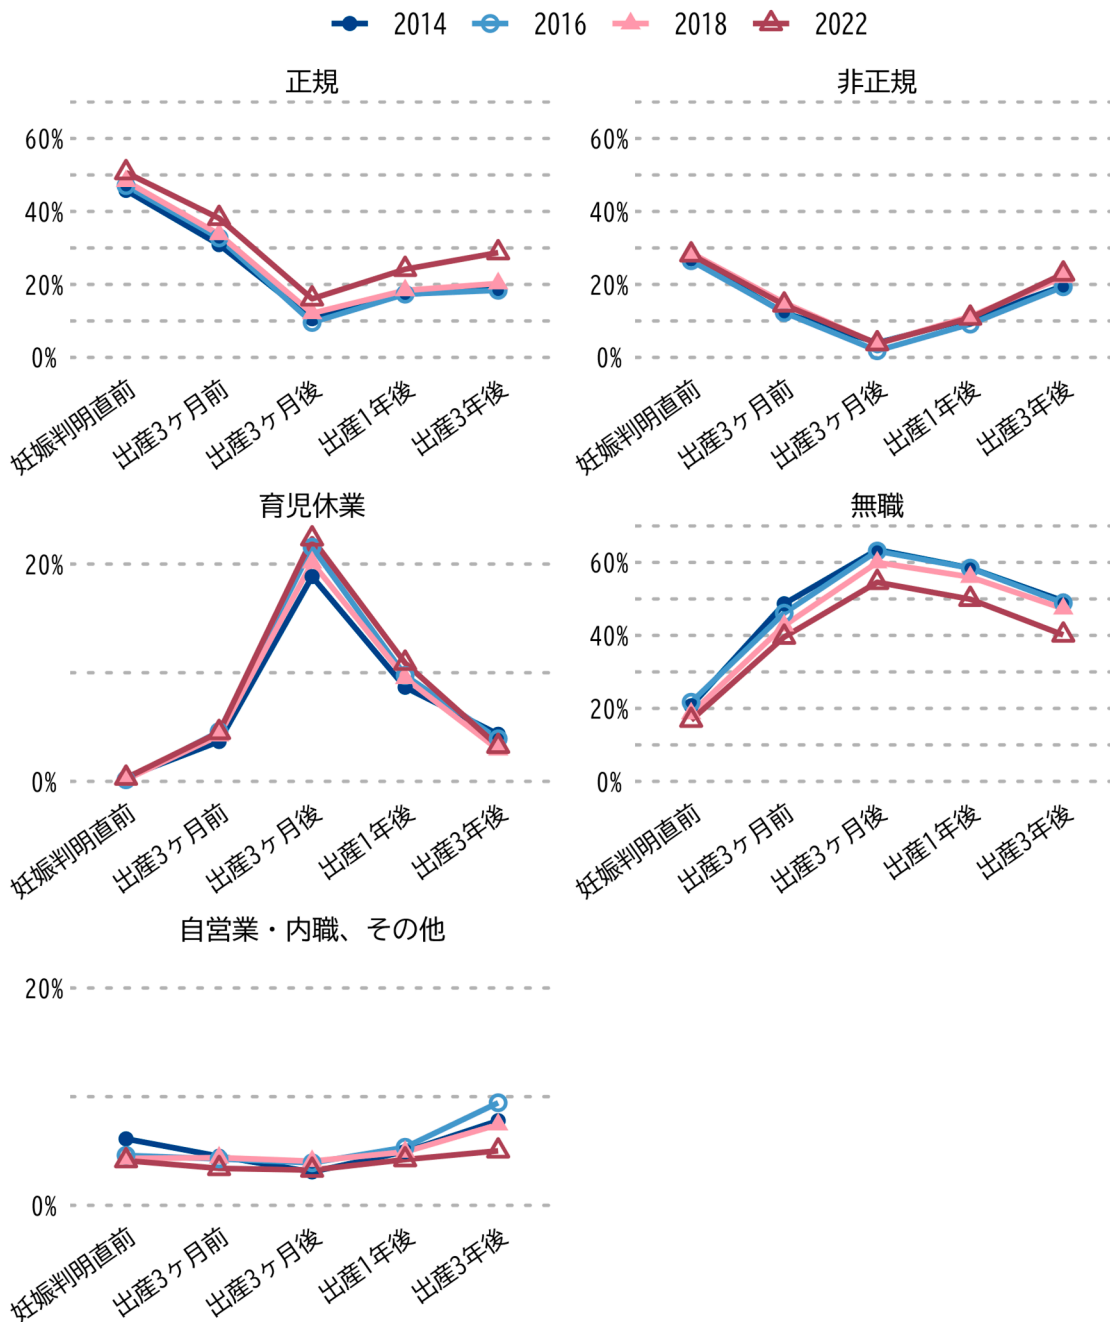 2014 2016 2018 2022
正規
60%
40%
20%
0%
妊娠判明直前
出産3ヶ月前
出産3ヶ月後
出産1年後
出産3年後
非正規
60%
40%
20%
0%
妊娠判明直前
出産3ヶ月前
出産3ヶ月後
出産1年後
出産3年後
育児休業
20%
0%
妊娠判明直前
出産3ヶ月前
出産3ヶ月後
出産1年後
出産3年後
無職
60%
40%
20%
0%
妊娠判明直前
出産3ヶ月前
出産3ヶ月後
出産1年後
出産3年後
自営業・内職、その他
20%
0%
妊娠判明直前
出産3ヶ月前
出産3ヶ月後
出産1年後
出産3年後